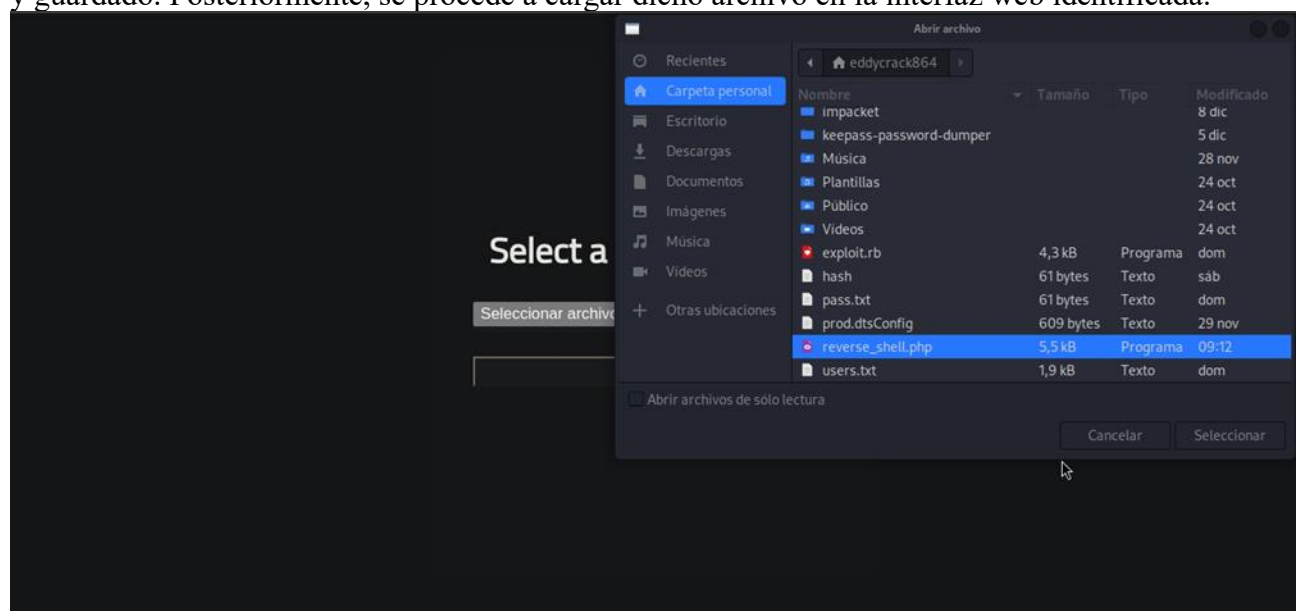 y guardado. Posteriormente, se procede a cargar dicho archivo en la interfaz web identificada.
Abrir archivo
Recientes
Carpeta personal
Escritorio
Descargas
Documentos
Imágenes
Música
Vídeos
Otras ubicaciones
eddycrack864
Nombre Tamaño Tipo Modificado
impacket 8 dic
keepass-password-dumper 5 dic
Música 28 nov
Plantillas 24 oct
Público 24 oct
Vídeos 24 oct
exploit.rb 4,3 kB Programa dom
hash 61 bytes Texto sáb
pass.txt 61 bytes Texto dom
prod.dtsConfig 609 bytes Texto 29 nov
reverse_shell.php 5,5 kB Programa 09:12
users.txt 1,9 kB Texto dom
Abrir archivos de sólo lectura
Cancelar Seleccionar
Select a
Seleccionar archivo